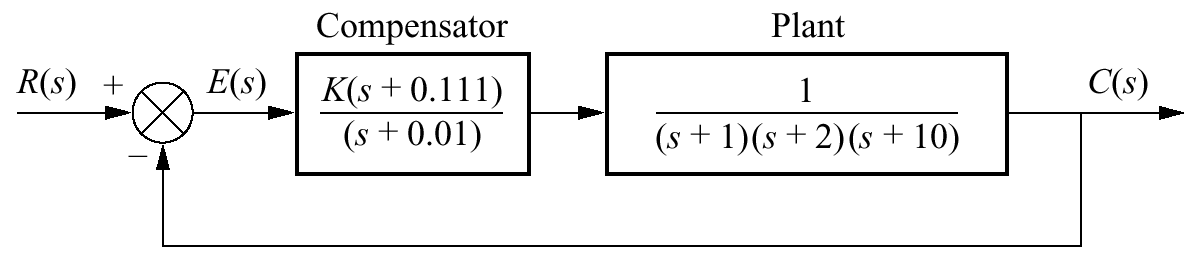 Compensator
Plant
R(s)
+
E(s)
K(s + 0.111)
(s + 0.01)
1
(s + 1)(s + 2)(s + 10)
C(s)
−